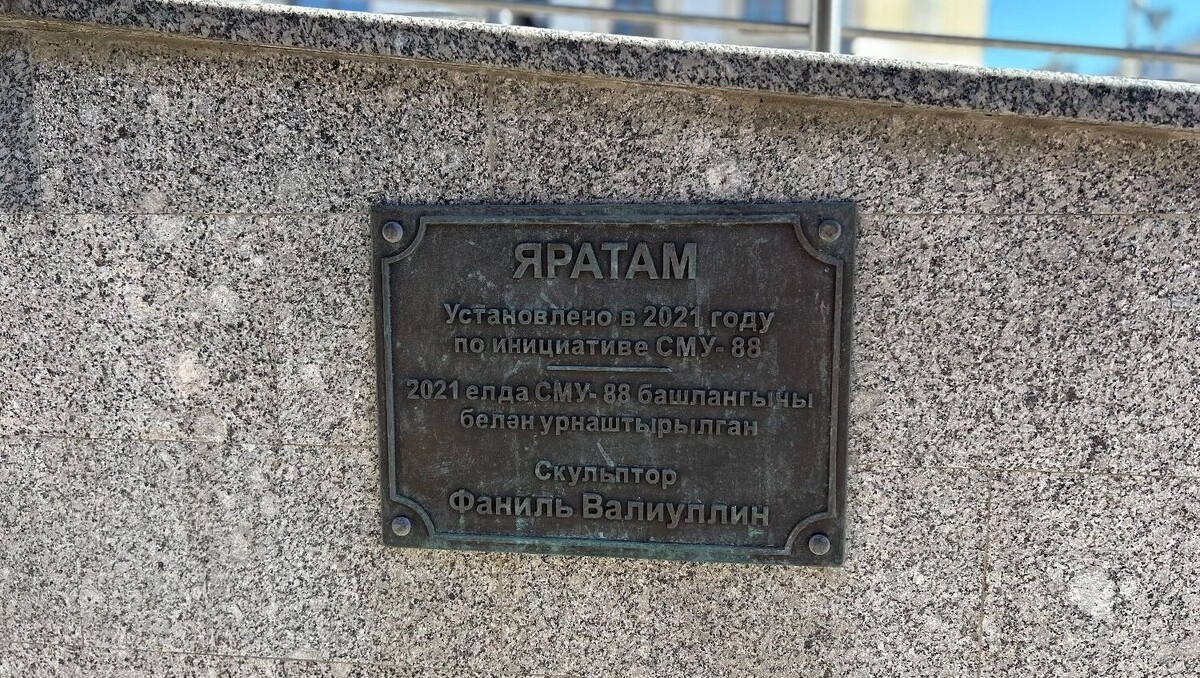 ЯРАТАМ
Установлено в 2021 году
по инициативе СМУ- 88
2021 елда СМУ- 88 башлангычы
белән урнаштырылган
Скульптор
Фаниль Валиуллин